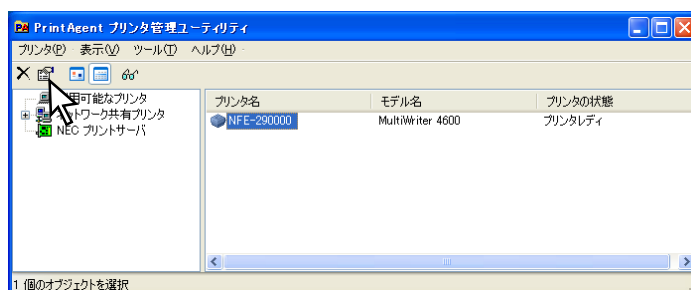 PrintAgent プリンタ管理ユーティリティ
プリンタ(P) 表示(V) ツール(T) ヘルプ(H)
用可能なプリンタ
ネットワーク共有プリンタ
NEC プリントサーバ
プリンタ名 モデル名 プリンタの状態
NFE-290000 MultiWriter 4600 プリンタレディ
1 個のオブジェクトを選択